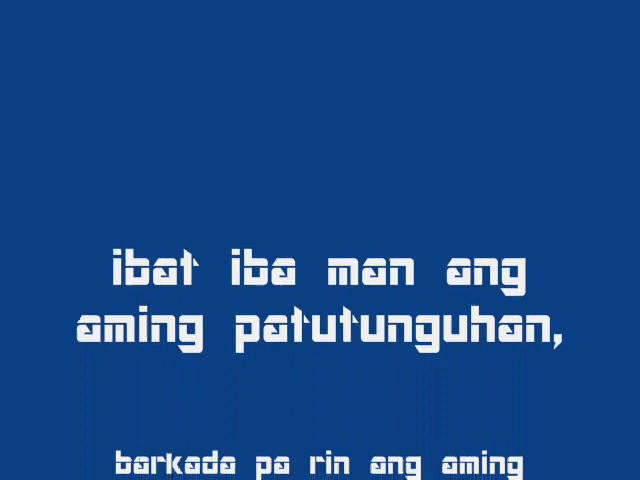 ibat iba man ang
aming patutunguhan,
barkada pa rin ang aming